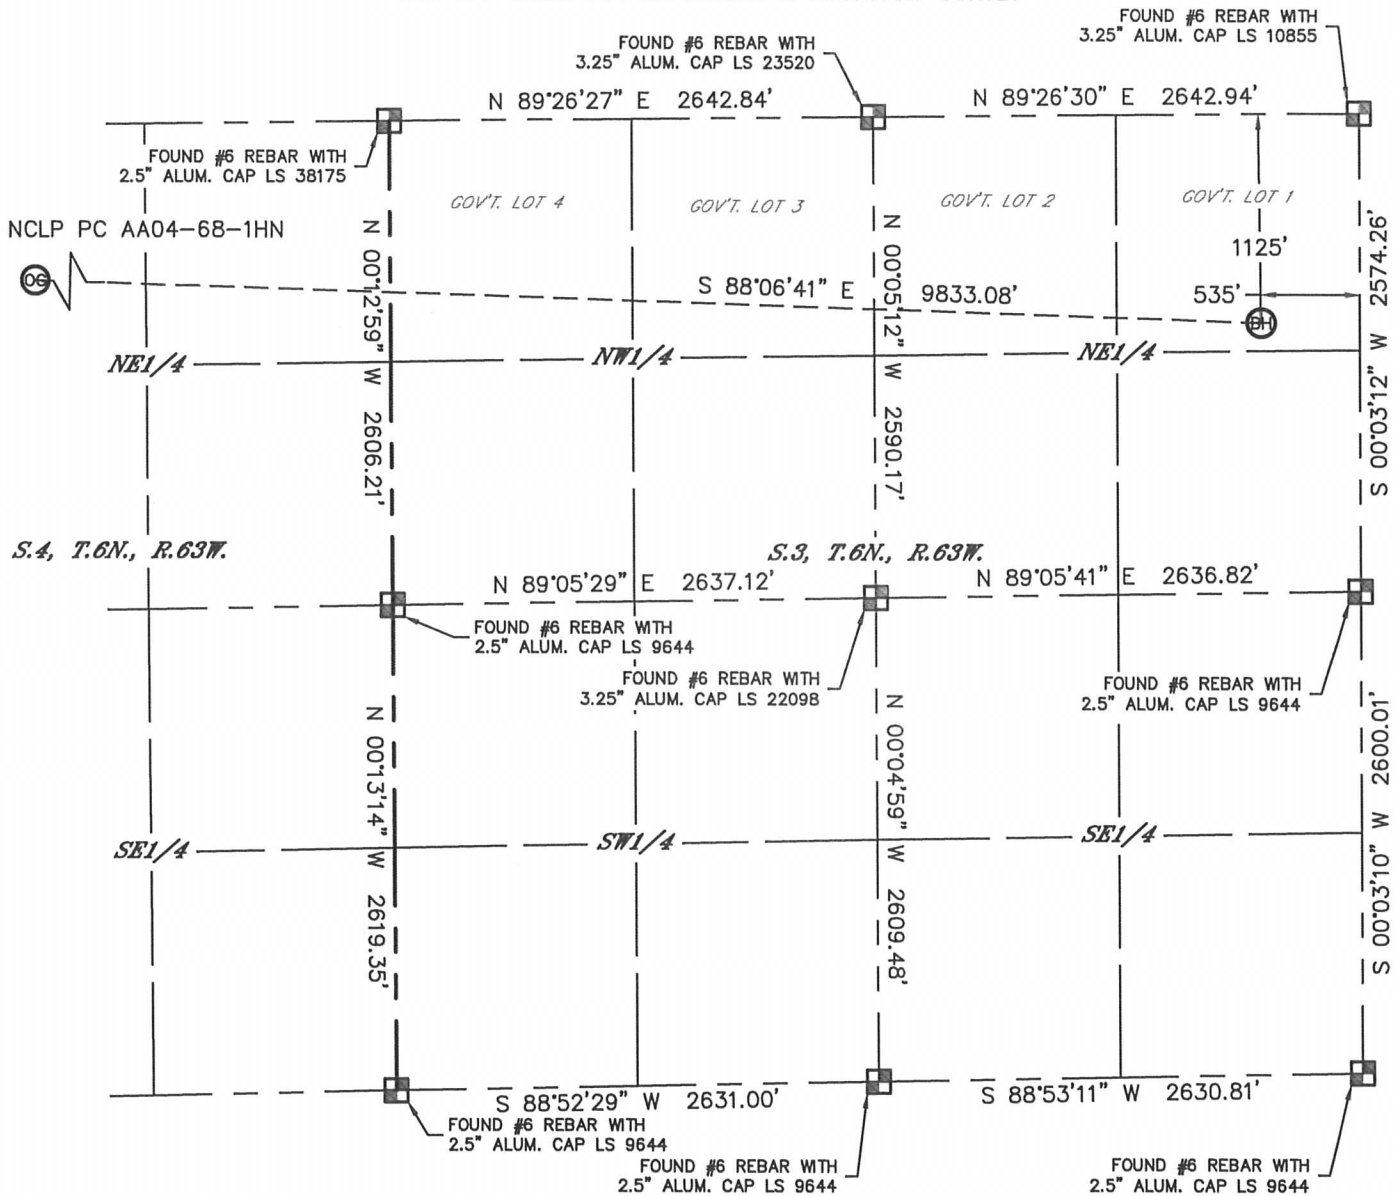 FOUND #6 REBAR WITH
3.25" ALUM. CAP LS 10855
FOUND #6 REBAR WITH
3.25" ALUM. CAP LS 23520
N 89°26'27" E 2642.84'
N 89°26'30" E 2642.94'
FOUND #6 REBAR WITH
2.5" ALUM. CAP LS 38175
GOV'T. LOT 4
GOV'T. LOT 3
GOV'T. LOT 2
GOV'T. LOT 1
NCLP PC AA04-68-1HN
OG
1125'
S 88°06'41" E 9833.08'
535'
BH
N 00°12'59" W 2606.21'
N 00°05'12" W 2590.17'
S 00°03'12" W 2574.26'
NE1/4
NW1/4
NE1/4
S.4, T.6N., R.63W.
S.3, T.6N., R.63W.
N 89°05'29" E 2637.12'
N 89°05'41" E 2636.82'
FOUND #6 REBAR WITH
2.5" ALUM. CAP LS 9644
FOUND #6 REBAR WITH
3.25" ALUM. CAP LS 22098
FOUND #6 REBAR WITH
2.5" ALUM. CAP LS 9644
N 00°13'14" W 2619.35'
N 00°04'59" W 2609.48'
S 00°03'10" W 2600.01'
SE1/4
SW1/4
SE1/4
S 88°52'29" W 2631.00'
S 88°53'11" W 2630.81'
FOUND #6 REBAR WITH
2.5" ALUM. CAP LS 9644
FOUND #6 REBAR WITH
2.5" ALUM. CAP LS 9644
FOUND #6 REBAR WITH
2.5" ALUM. CAP LS 9644